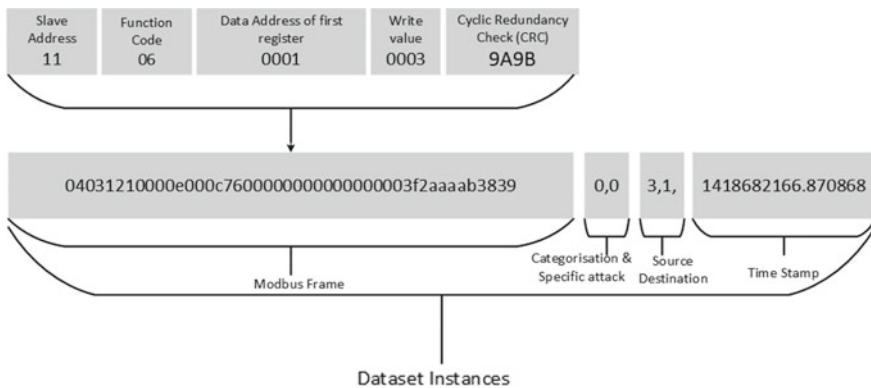 Slave Address
11
Function Code
06
Data Address of first register
0001
Write value
0003
Cyclic Redundancy Check (CRC)
9A9B
04031210000e000c7600000000000000000003f2aaaab3839
0,0
3,1,
1418682166.870868
Modbus Frame
Categorisation & Specific attack
Source Destination
Time Stamp
Dataset Instances